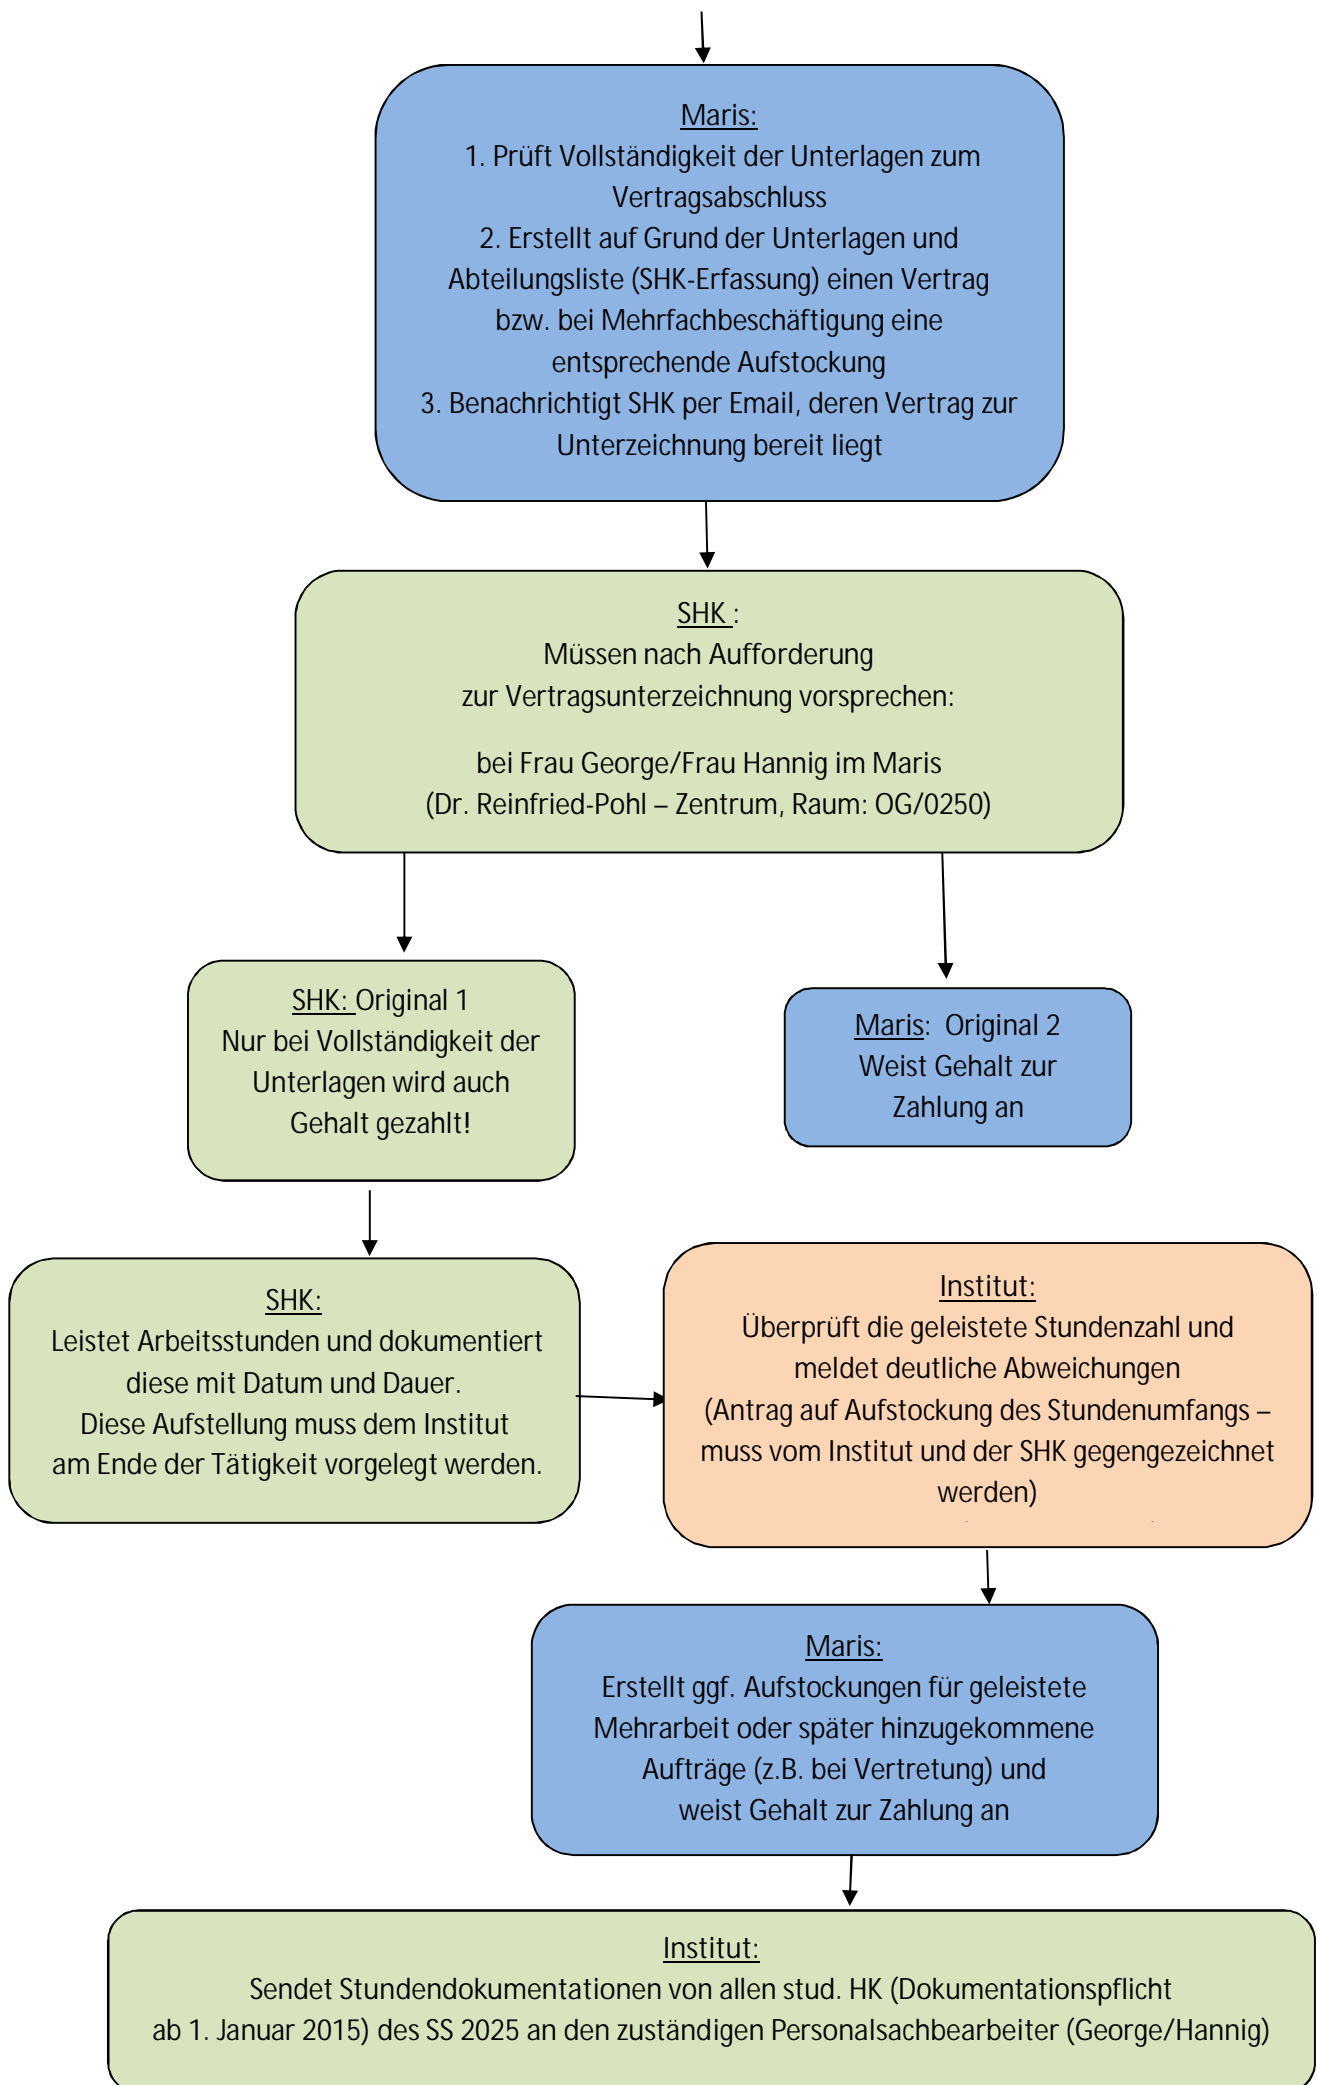 Maris:
1. Prüft Vollständigkeit der Unterlagen zum
Vertragsabschluss
2. Erstellt auf Grund der Unterlagen und
Abteilungsliste (SHK-Erfassung) einen Vertrag
bzw. bei Mehrfachbeschäftigung eine
entsprechende Aufstockung
3. Benachrichtigt SHK per Email, deren Vertrag zur
Unterzeichnung bereit liegt
SHK :
Müssen nach Aufforderung
zur Vertragsunterzeichnung vorsprechen:
bei Frau George/Frau Hannig im Maris
(Dr. Reinfried-Pohl – Zentrum, Raum: OG/0250)
SHK: Original 1
Nur bei Vollständigkeit der
Unterlagen wird auch
Gehalt gezahlt!
Maris: Original 2
Weist Gehalt zur
Zahlung an
SHK:
Leistet Arbeitsstunden und dokumentiert
diese mit Datum und Dauer.
Diese Aufstellung muss dem Institut
am Ende der Tätigkeit vorgelegt werden.
Institut:
Überprüft die geleistete Stundenzahl und
meldet deutliche Abweichungen
(Antrag auf Aufstockung des Stundenumfangs –
muss vom Institut und der SHK gegengezeichnet
werden)
Maris:
Erstellt ggf. Aufstockungen für geleistete
Mehrarbeit oder später hinzugekommene
Aufträge (z.B. bei Vertretung) und
weist Gehalt zur Zahlung an
Institut:
Sendet Stundendokumentationen von allen stud. HK (Dokumentationspflicht
ab 1. Januar 2015) des SS 2025 an den zuständigen Personalsachbearbeiter (George/Hannig)